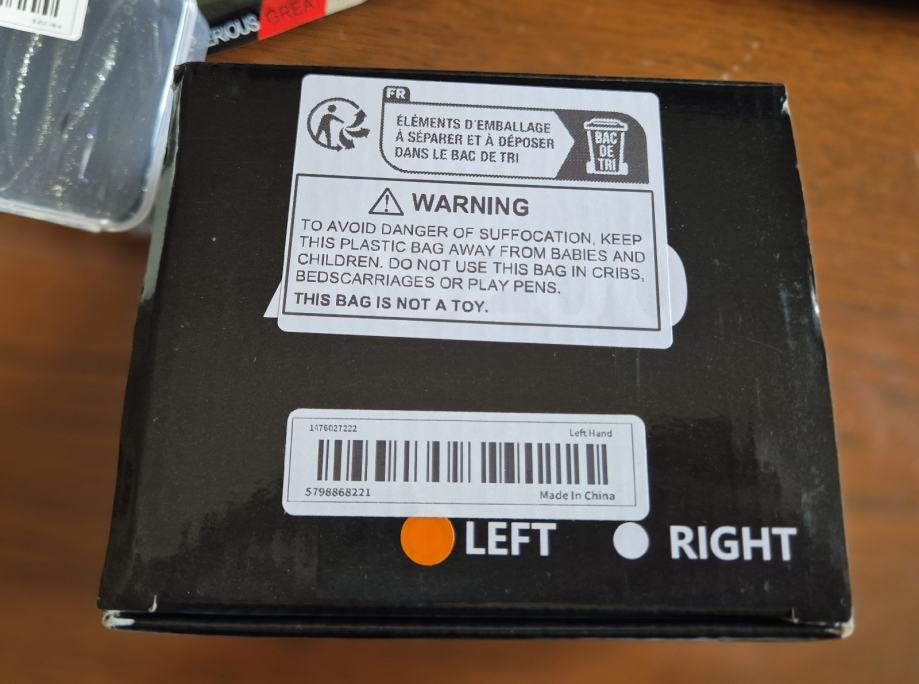 ERIOUS GREAT
FR
ÉLÉMENTS D'EMBALLAGE
À SÉPARER ET À DÉPOSER
DANS LE BAC DE TRI
BAC
DE
TRI
WARNING
TO AVOID DANGER OF SUFFOCATION, KEEP
THIS PLASTIC BAG AWAY FROM BABIES AND
CHILDREN. DO NOT USE THIS BAG IN CRIBS,
BEDSCARRIAGES OR PLAY PENS.
THIS BAG IS NOT A TOY.
1476027222 Left Hand
5798868221 Made In China
LEFT RIGHT